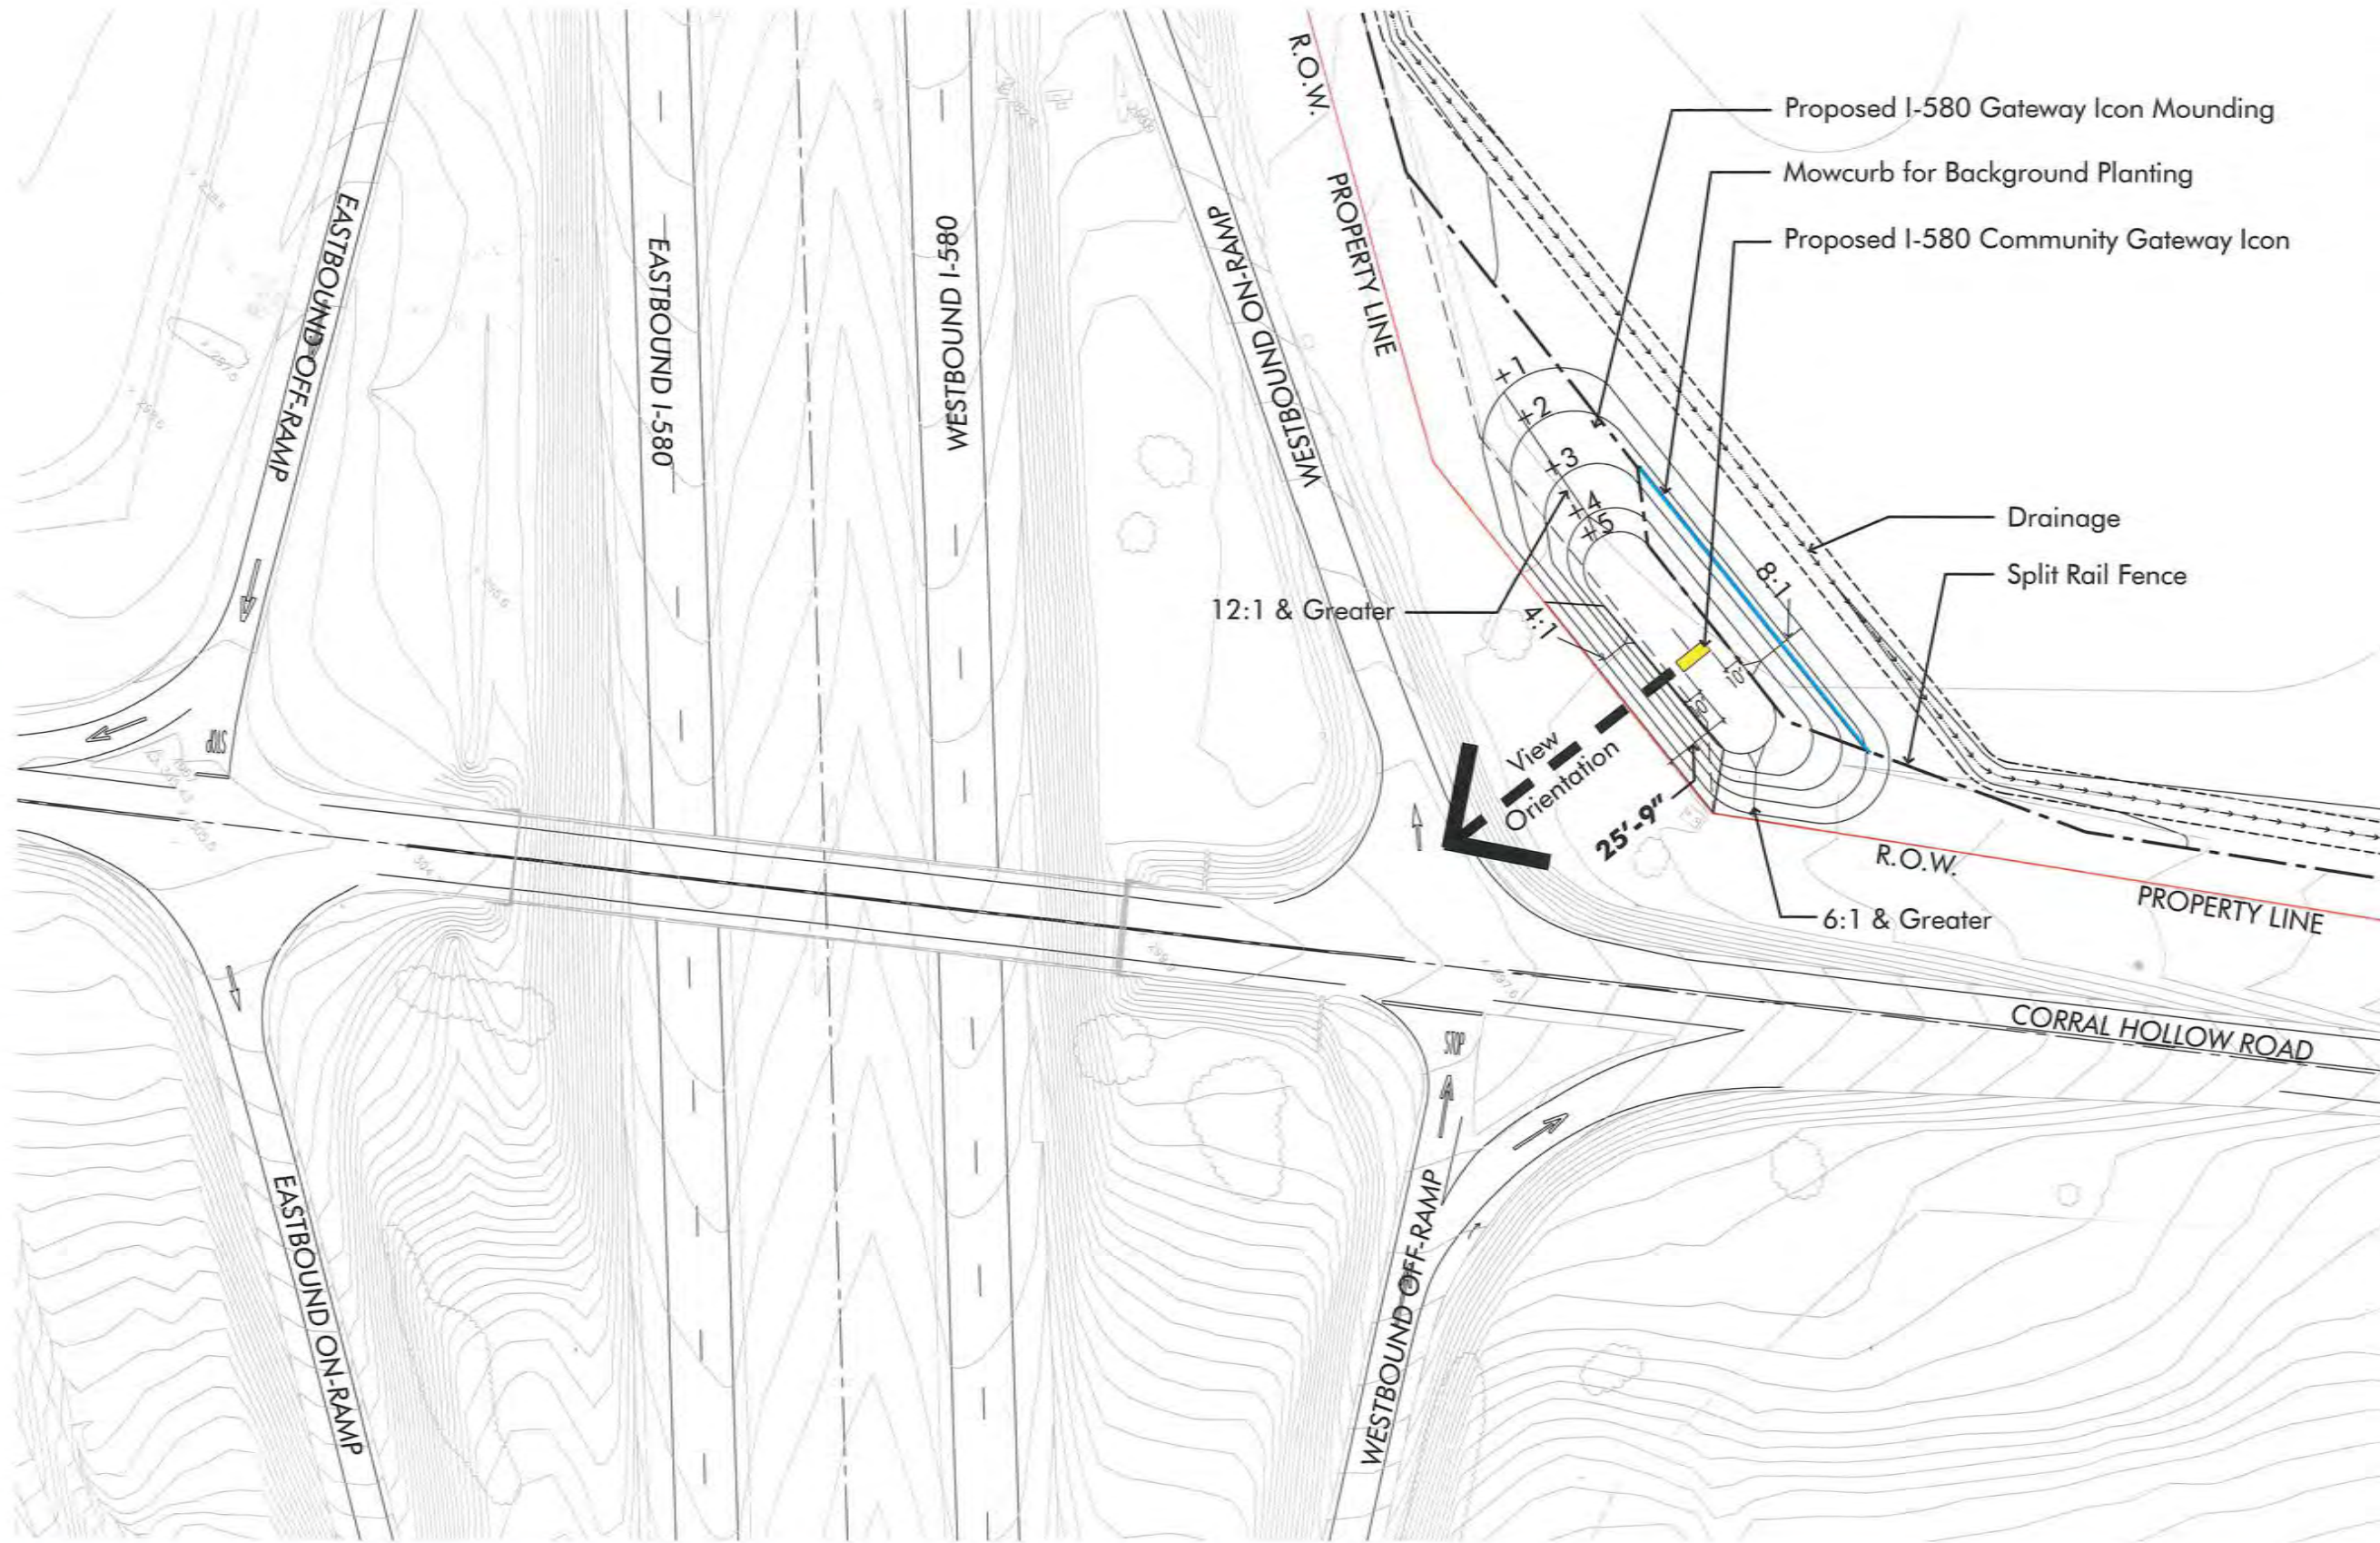 R.O.W.
Proposed I-580 Gateway Icon Mounding
Mowcurb for Background Planting
Proposed I-580 Community Gateway Icon
EASTBOUND OFF-RAMP
EASTBOUND I-580
WESTBOUND I-580
WESTBOUND ON-RAMP
PROPERTY LINE
+1
+2
+3
+4
+5
Drainage
Split Rail Fence
8:1
12:1 & Greater
4:1
10'
View
Orientation
25'-9"
STOP
R.O.W.
PROPERTY LINE
6:1 & Greater
CORRAL HOLLOW ROAD
STOP
EASTBOUND ON-RAMP
WESTBOUND OFF-RAMP